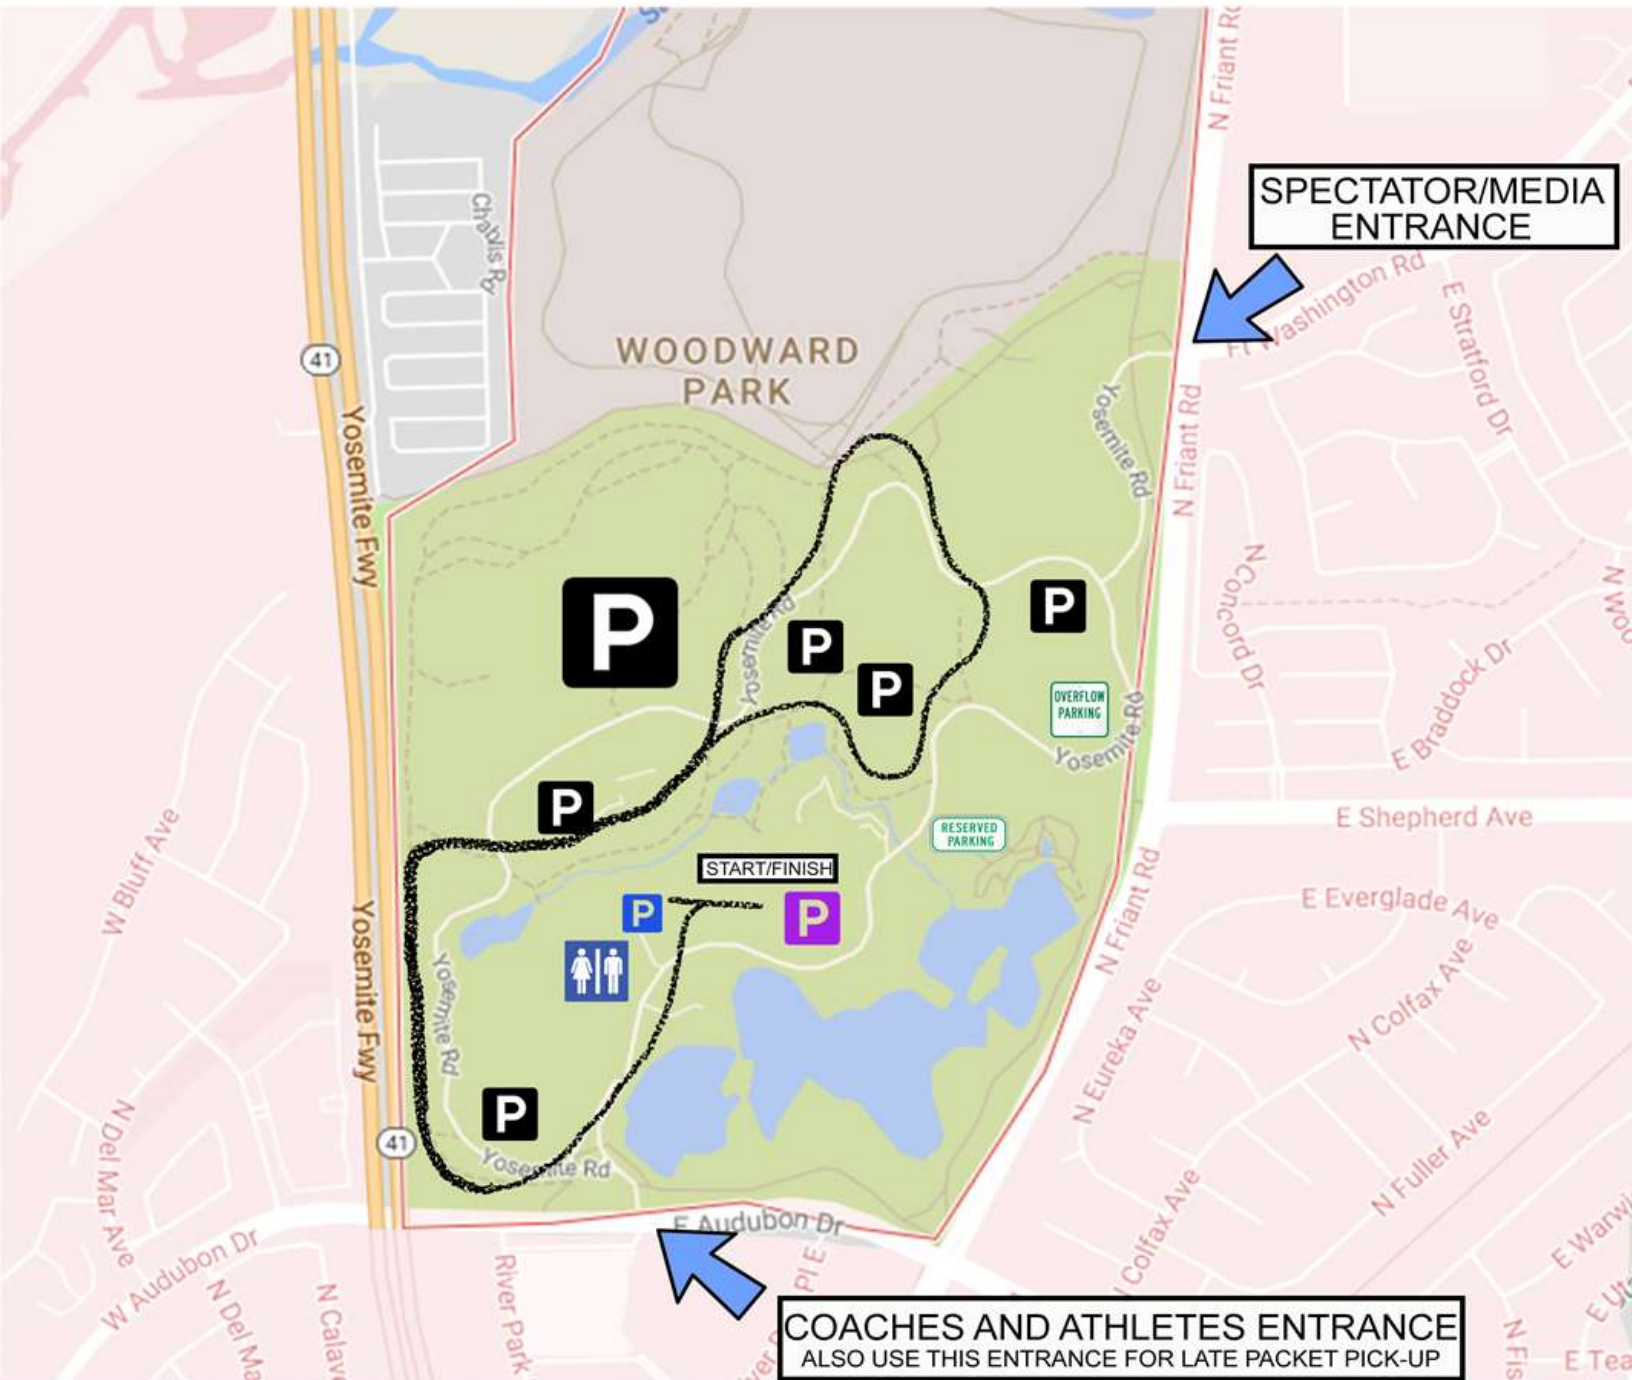 N Friant Rd
SPECTATOR/MEDIA
ENTRANCE
Chablis Rd
Ft Washington Rd
E Stratford Dr
41
WOODWARD
PARK
Yosemite Rd
N Friant Rd
Yosemite Fwy
N Concord Dr
P
P
P
P
Yosemite Rd
OVERFLOW
PARKING
Yosemite Rd
E Braddock Dr
P
E Shepherd Ave
RESERVED
PARKING
W Bluff Ave
START/FINISH
E Everglade Ave
P
P
N Friant Rd
Yosemite Fwy
Yosemite Rd
N Colfax Ave
N Eureka Ave
P
41
Yosemite Rd
N Del Mar Ave
N Fuller Ave
E Audubon Dr
W Audubon Dr
N Colfax Ave
River Park
COACHES AND ATHLETES ENTRANCE
ALSO USE THIS ENTRANCE FOR LATE PACKET PICK-UP